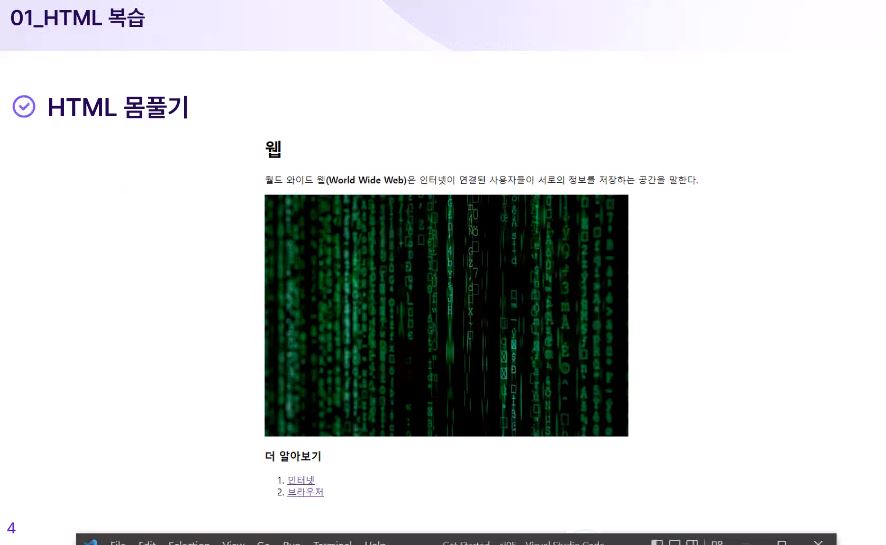 01_HTML 복습
HTML 몸풀기
웹
월드 와이드 웹(World Wide Web)은 인터넷이 연결된 사용자들이 서로의 정보를 저장하는 공간을 말한다.
더 알아보기
1. 인터넷
2. 브라우저
4
File Edit Selection View Go Run Terminal Help Visual Studio Code